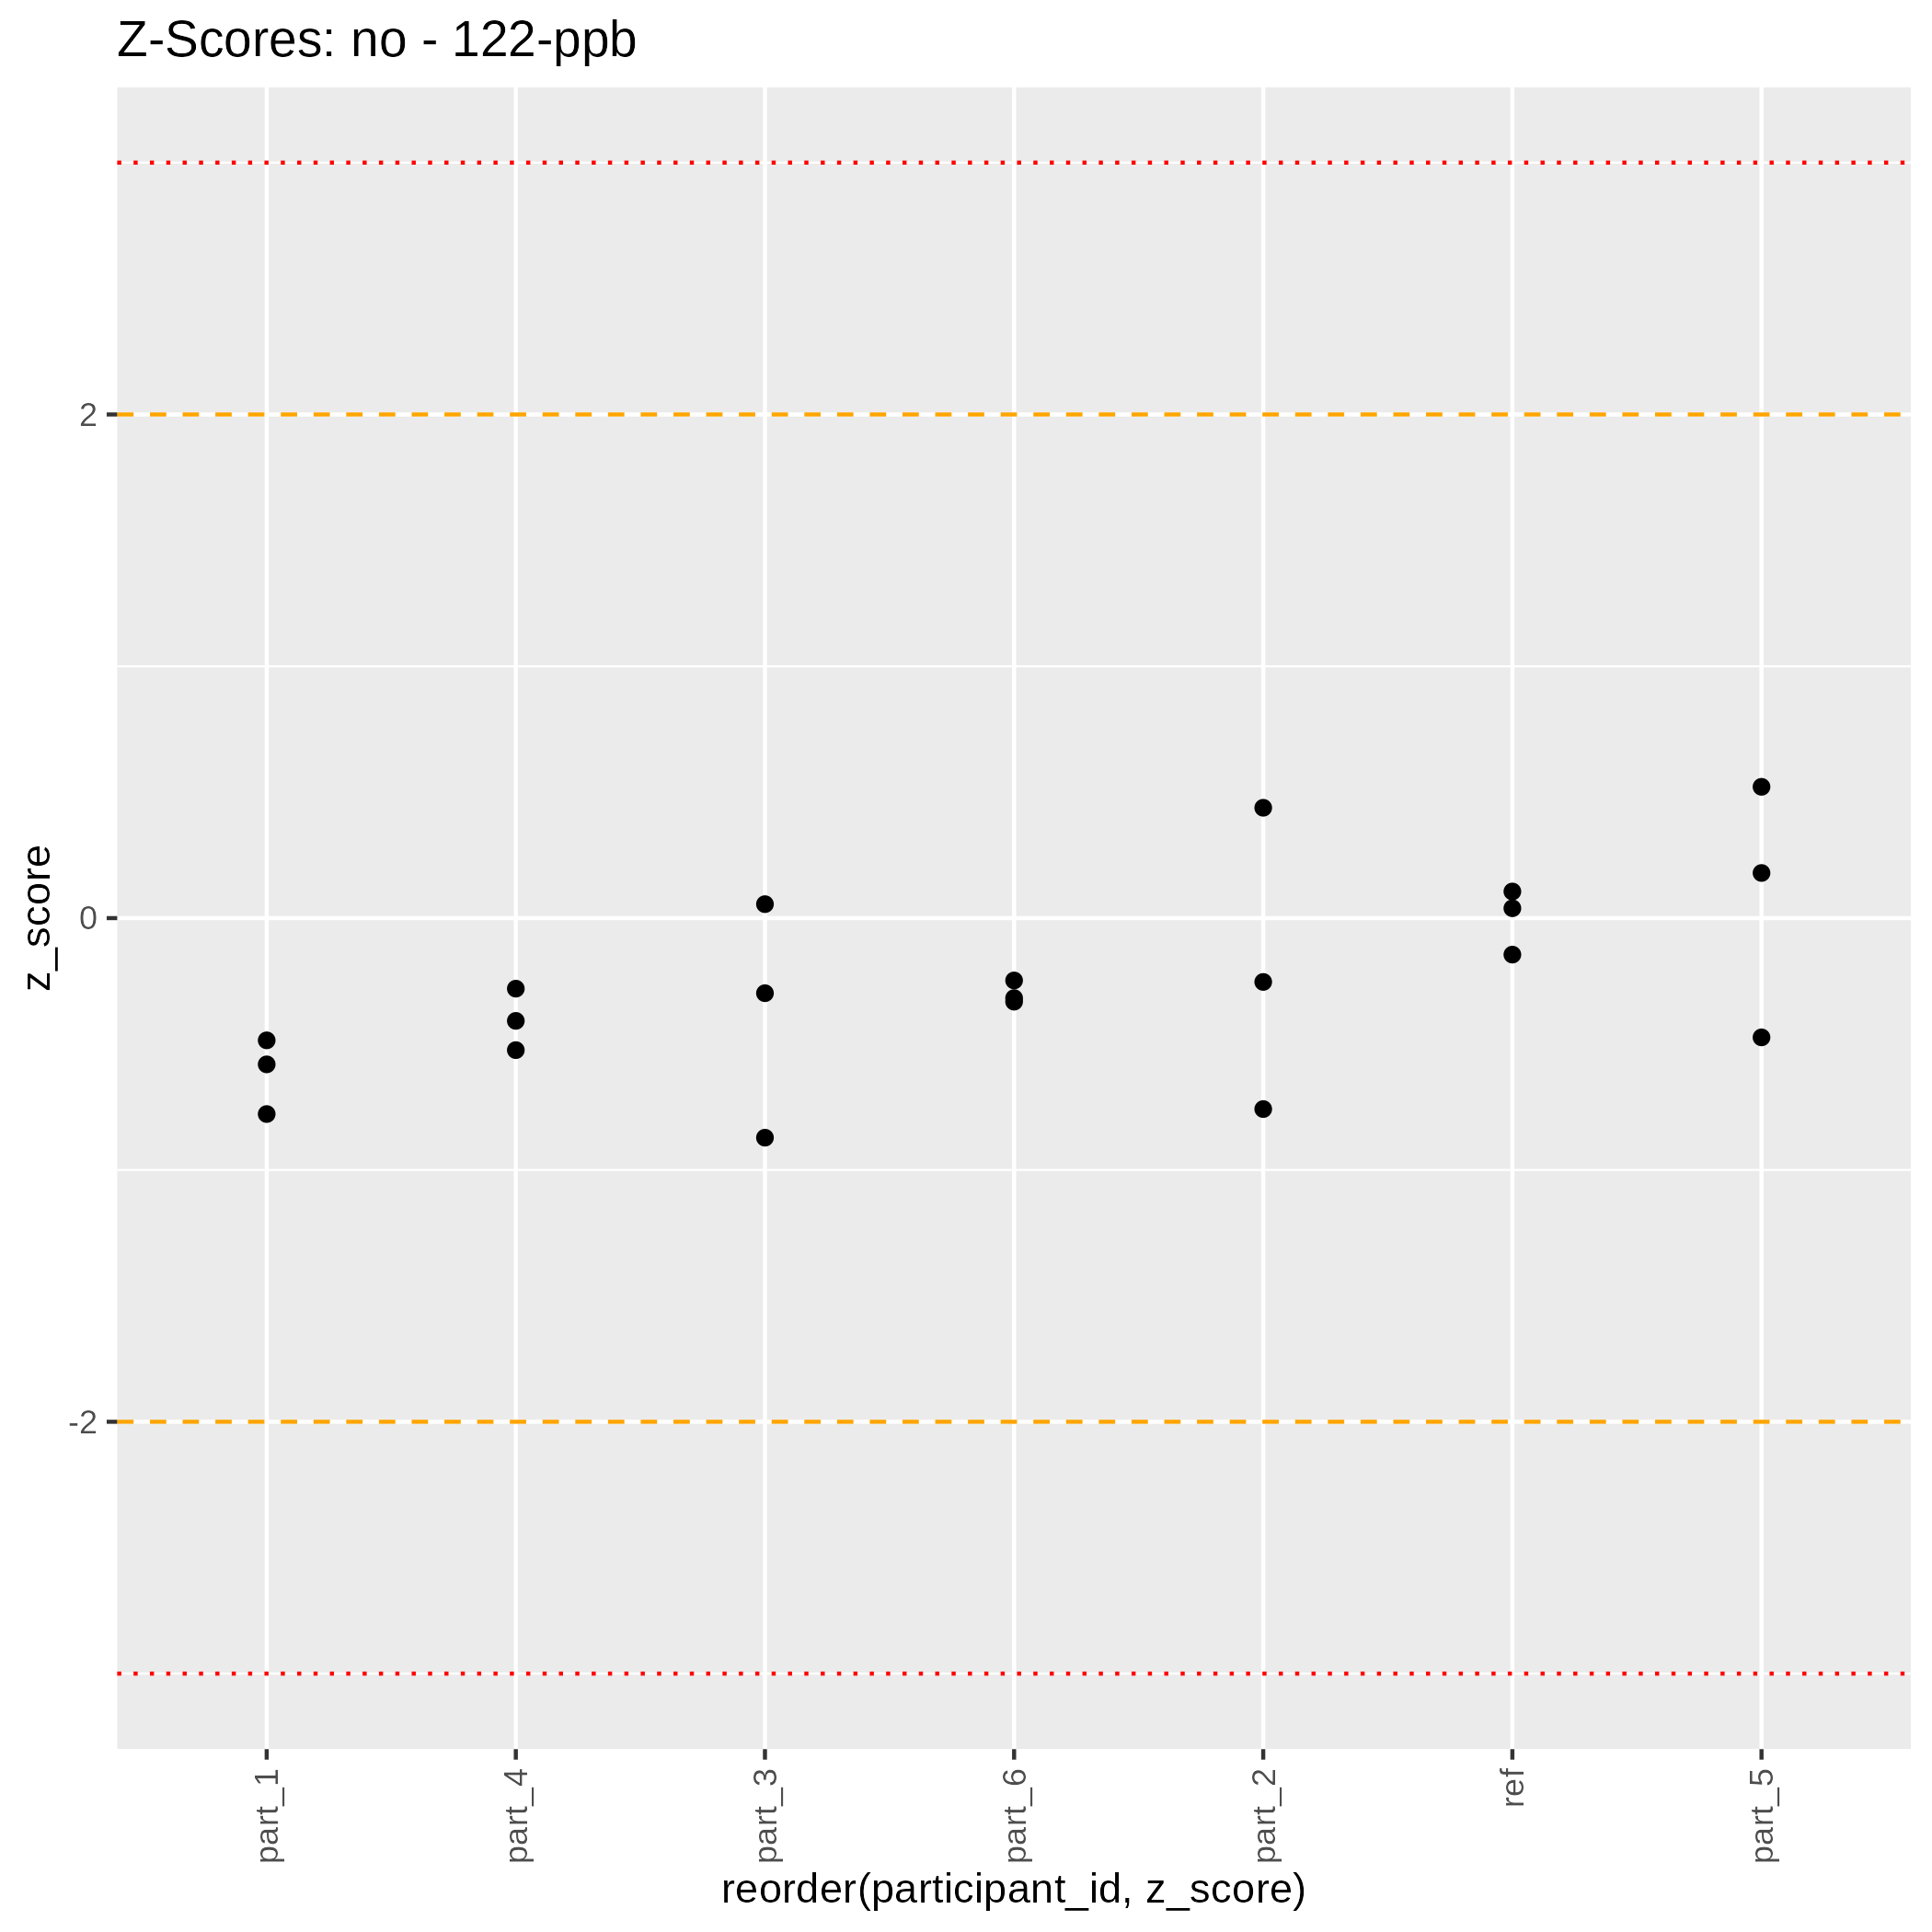 Z-Scores: no - 122-ppb
z_score
2
0
-2
part_1
part_4
part_3
part_6
part_2
ref
part_5
reorder(participant_id, z_score)